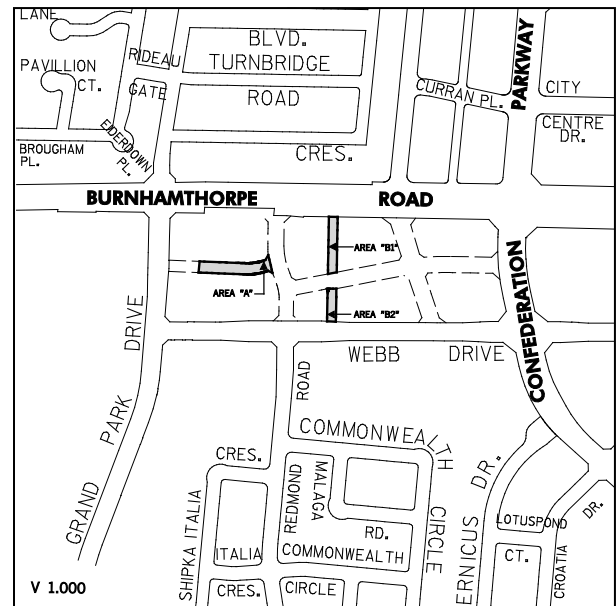 LANE
BLVD.
RIDEAU
TURNBRIDGE
PARKWAY
PAVILLION
CT.
GATE
ROAD
CURRAN PL.
CITY
CENTRE
DR.
EIDERDOWN
PL.
BROUGHAM
PL.
CRES.
BURNHAMTHORPE ROAD
AREA "B1"
AREA "A"
AREA "B2"
CONFEDERATION
GRAND PARK DRIVE
WEBB DRIVE
ROAD
REDMOND
COMMONWEALTH
CIRCLE
CRES.
MALAGA
RD.
DR.
ERNICUS
LOTUSPOND
CT.
DR.
CROATIA
SHIPKA ITALIA
ITALIA
CRES.
COMMONWEALTH
CIRCLE
V 1.000